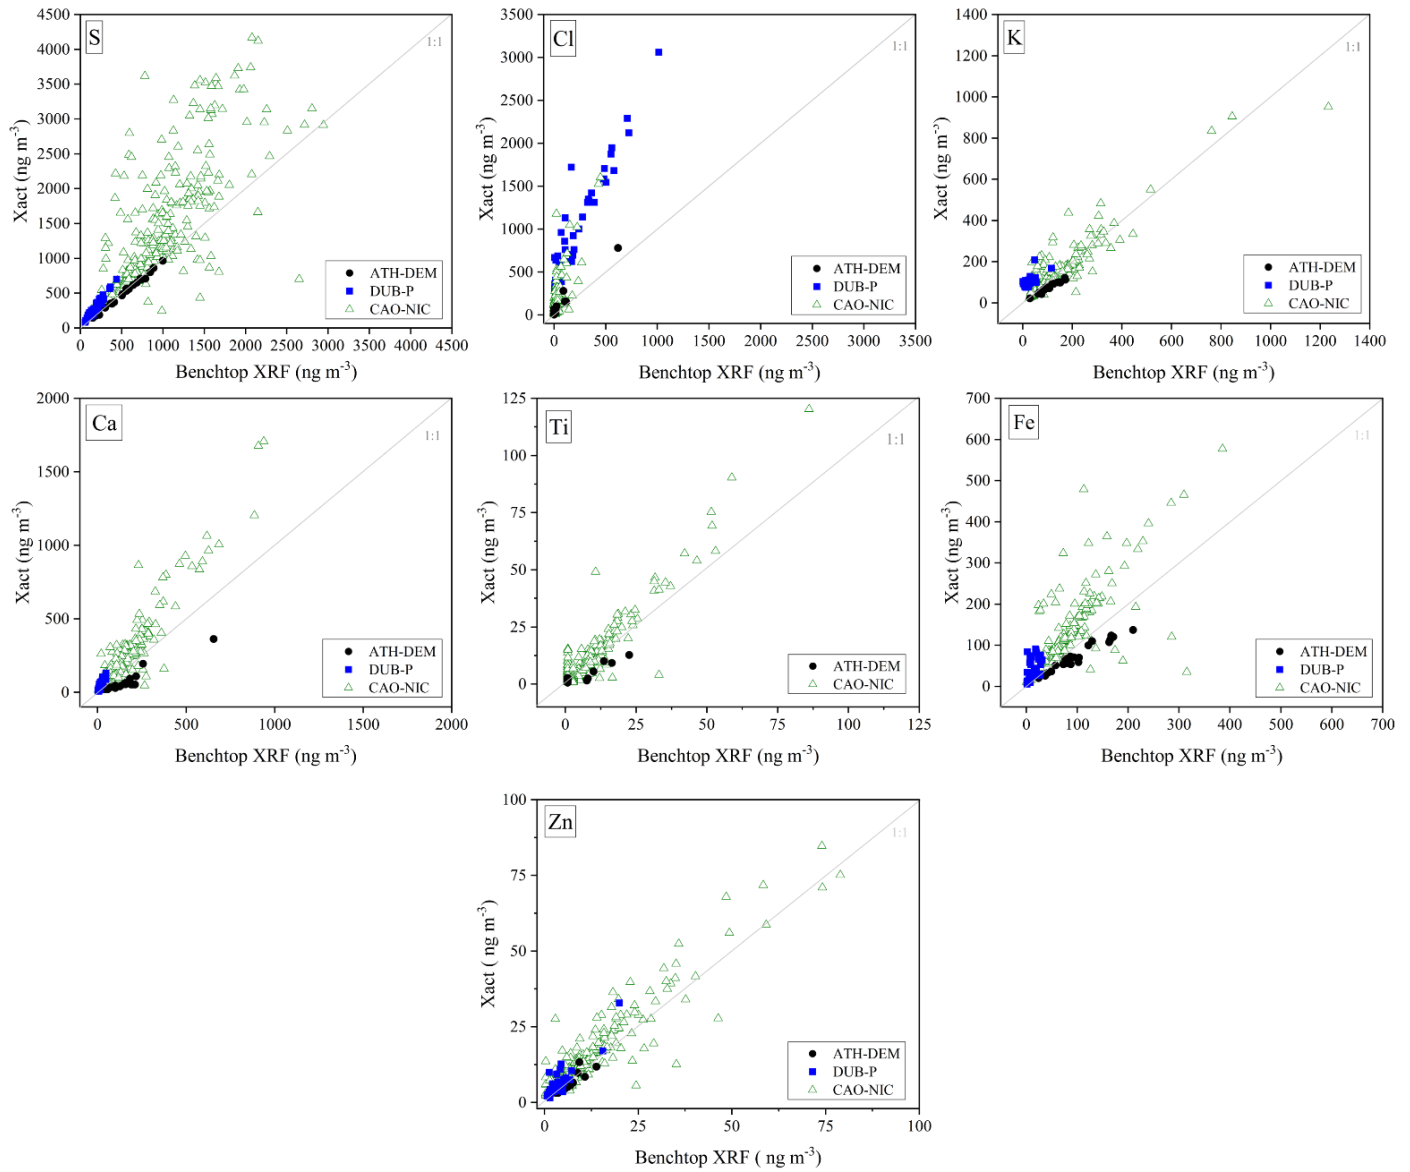 S
1:1
Xact (ng m⁻³)
4500
4000
3500
3000
2500
2000
1500
1000
500
0
ATH-DEM
DUB-P
CAO-NIC
0 500 1000 1500 2000 2500 3000 3500 4000 4500
Benchtop XRF (ng m⁻³)
Cl
1:1
Xact (ng m⁻³)
3500
3000
2500
2000
1500
1000
500
0
ATH-DEM
DUB-P
CAO-NIC
0 500 1000 1500 2000 2500 3000 3500
Benchtop XRF (ng m⁻³)
K
1:1
Xact (ng m⁻³)
1400
1200
1000
800
600
400
200
0
ATH-DEM
DUB-P
CAO-NIC
0 200 400 600 800 1000 1200 1400
Benchtop XRF (ng m⁻³)
Ca
1:1
Xact (ng m⁻³)
2000
1500
1000
500
0
ATH-DEM
DUB-P
CAO-NIC
0 500 1000 1500 2000
Benchtop XRF (ng m⁻³)
Ti
1:1
Xact (ng m⁻³)
125
100
75
50
25
0
ATH-DEM
CAO-NIC
0 25 50 75 100 125
Benchtop XRF (ng m⁻³)
Fe
1:1
Xact (ng m⁻³)
700
600
500
400
300
200
100
0
ATH-DEM
DUB-P
CAO-NIC
0 100 200 300 400 500 600 700
Benchtop XRF (ng m⁻³)
Zn
1:1
Xact ( ng m⁻³)
100
75
50
25
0
ATH-DEM
DUB-P
CAO-NIC
0 25 50 75 100
Benchtop XRF ( ng m⁻³)